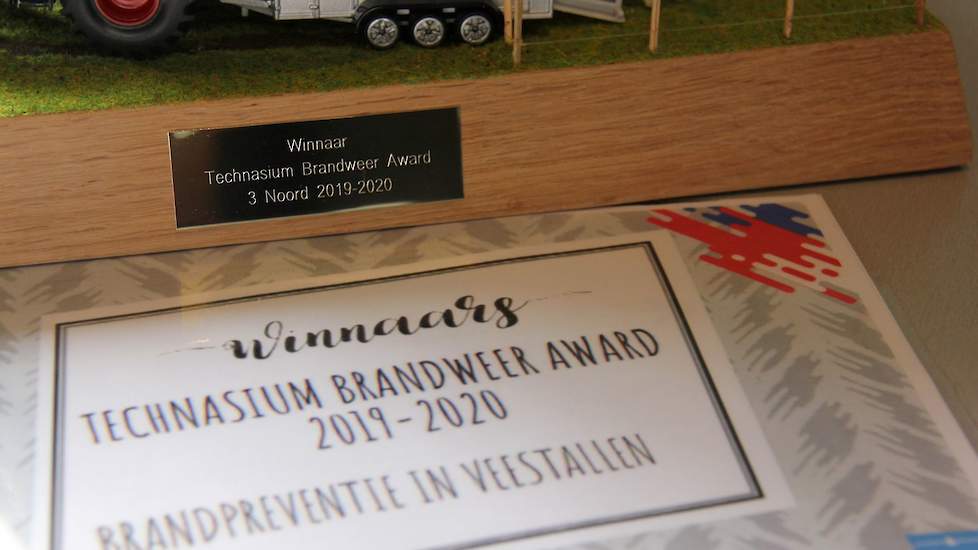 Winnaar
Technasium Brandweer Award
3 Noord 2019-2020
Winnaars
TECHNASIUM BRANDWEER AWARD
2019-2020
BRANDPREVENTIE IN VEESTALLEN